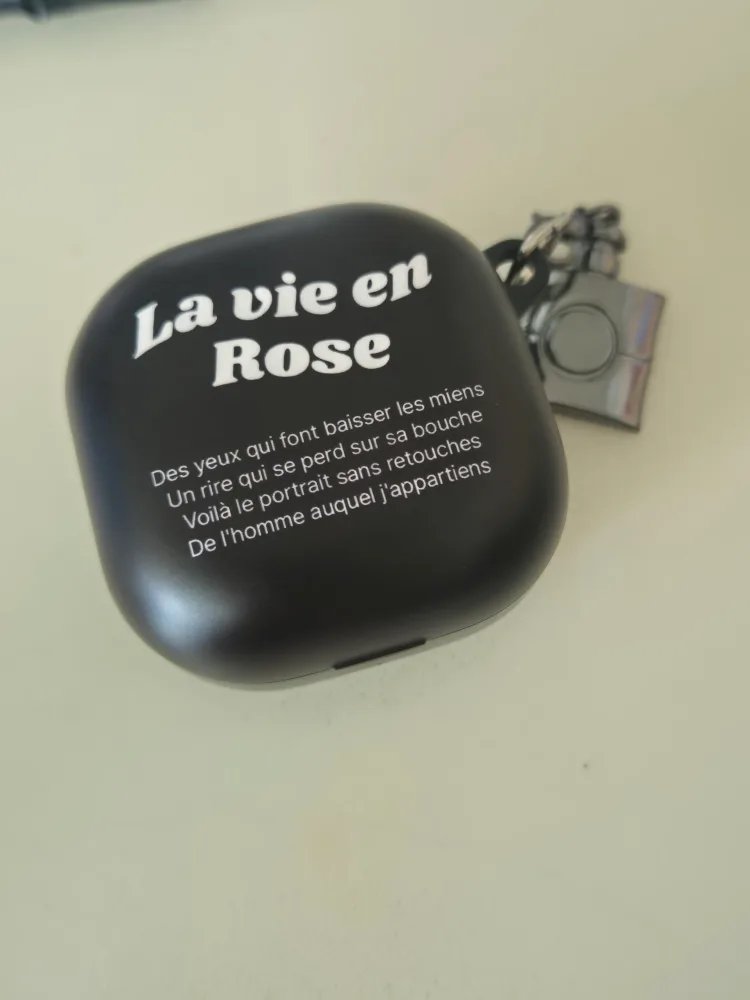 La vie en
Rose
Des yeux qui font baisser les miens
Un rire qui se perd sur sa bouche
Voilà le portrait sans retouches
De l'homme auquel j'appartiens